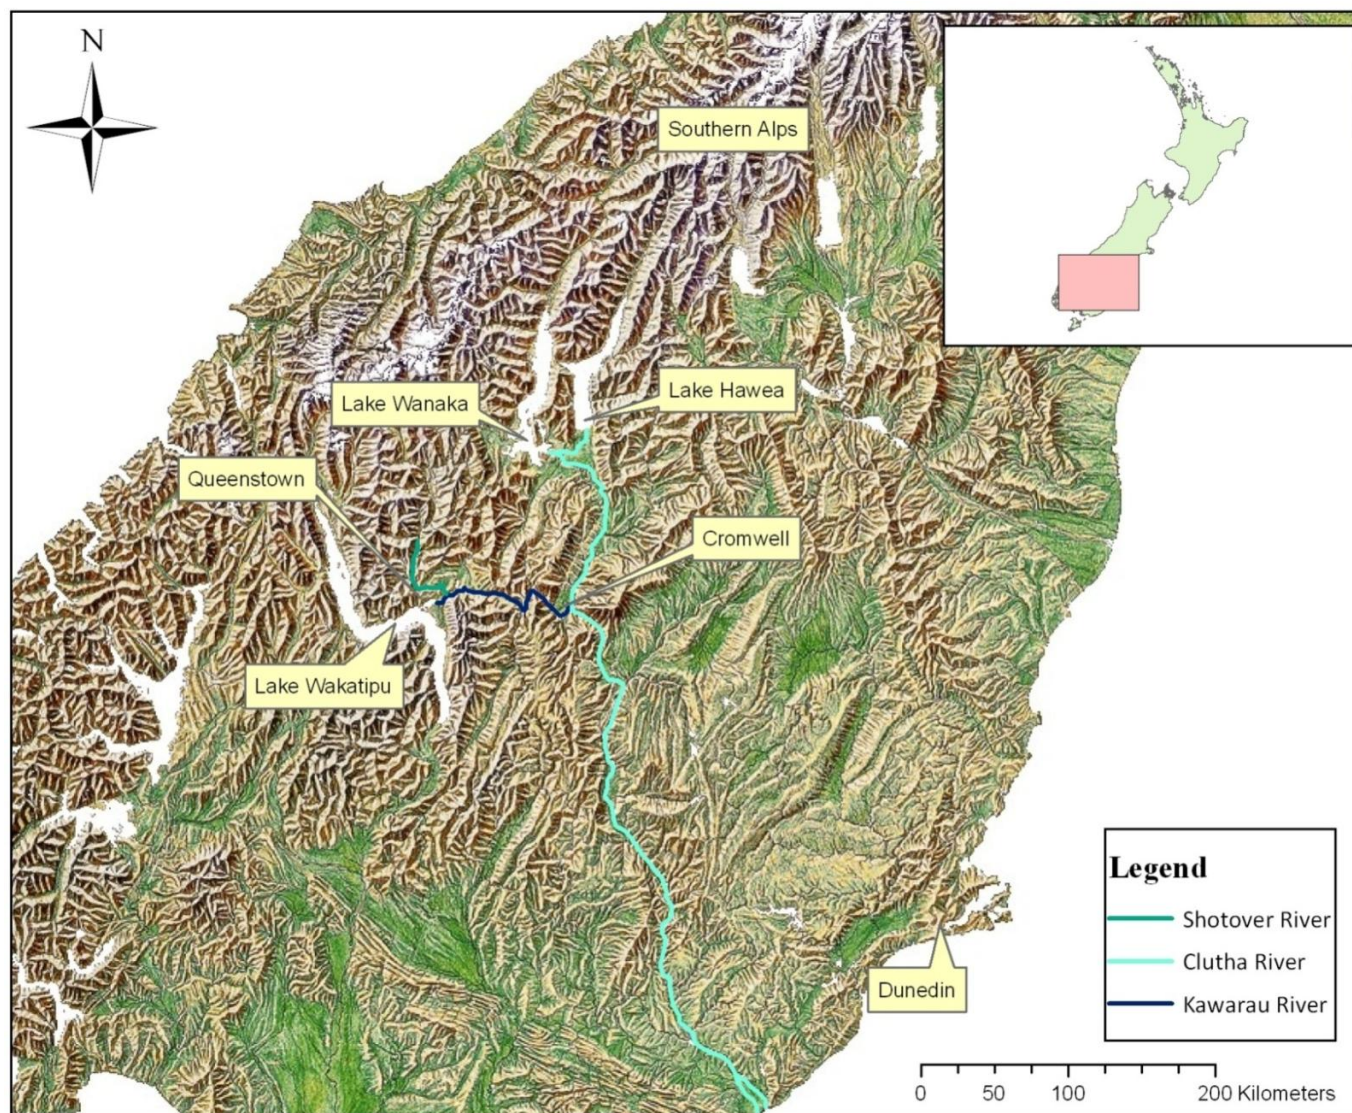 N
Southern Alps
Lake Wanaka
Lake Hawea
Queenstown
Cromwell
Lake Wakatipu
Dunedin
Legend
Shotover River
Clutha River
Kawarau River
0 50 100 200 Kilometers